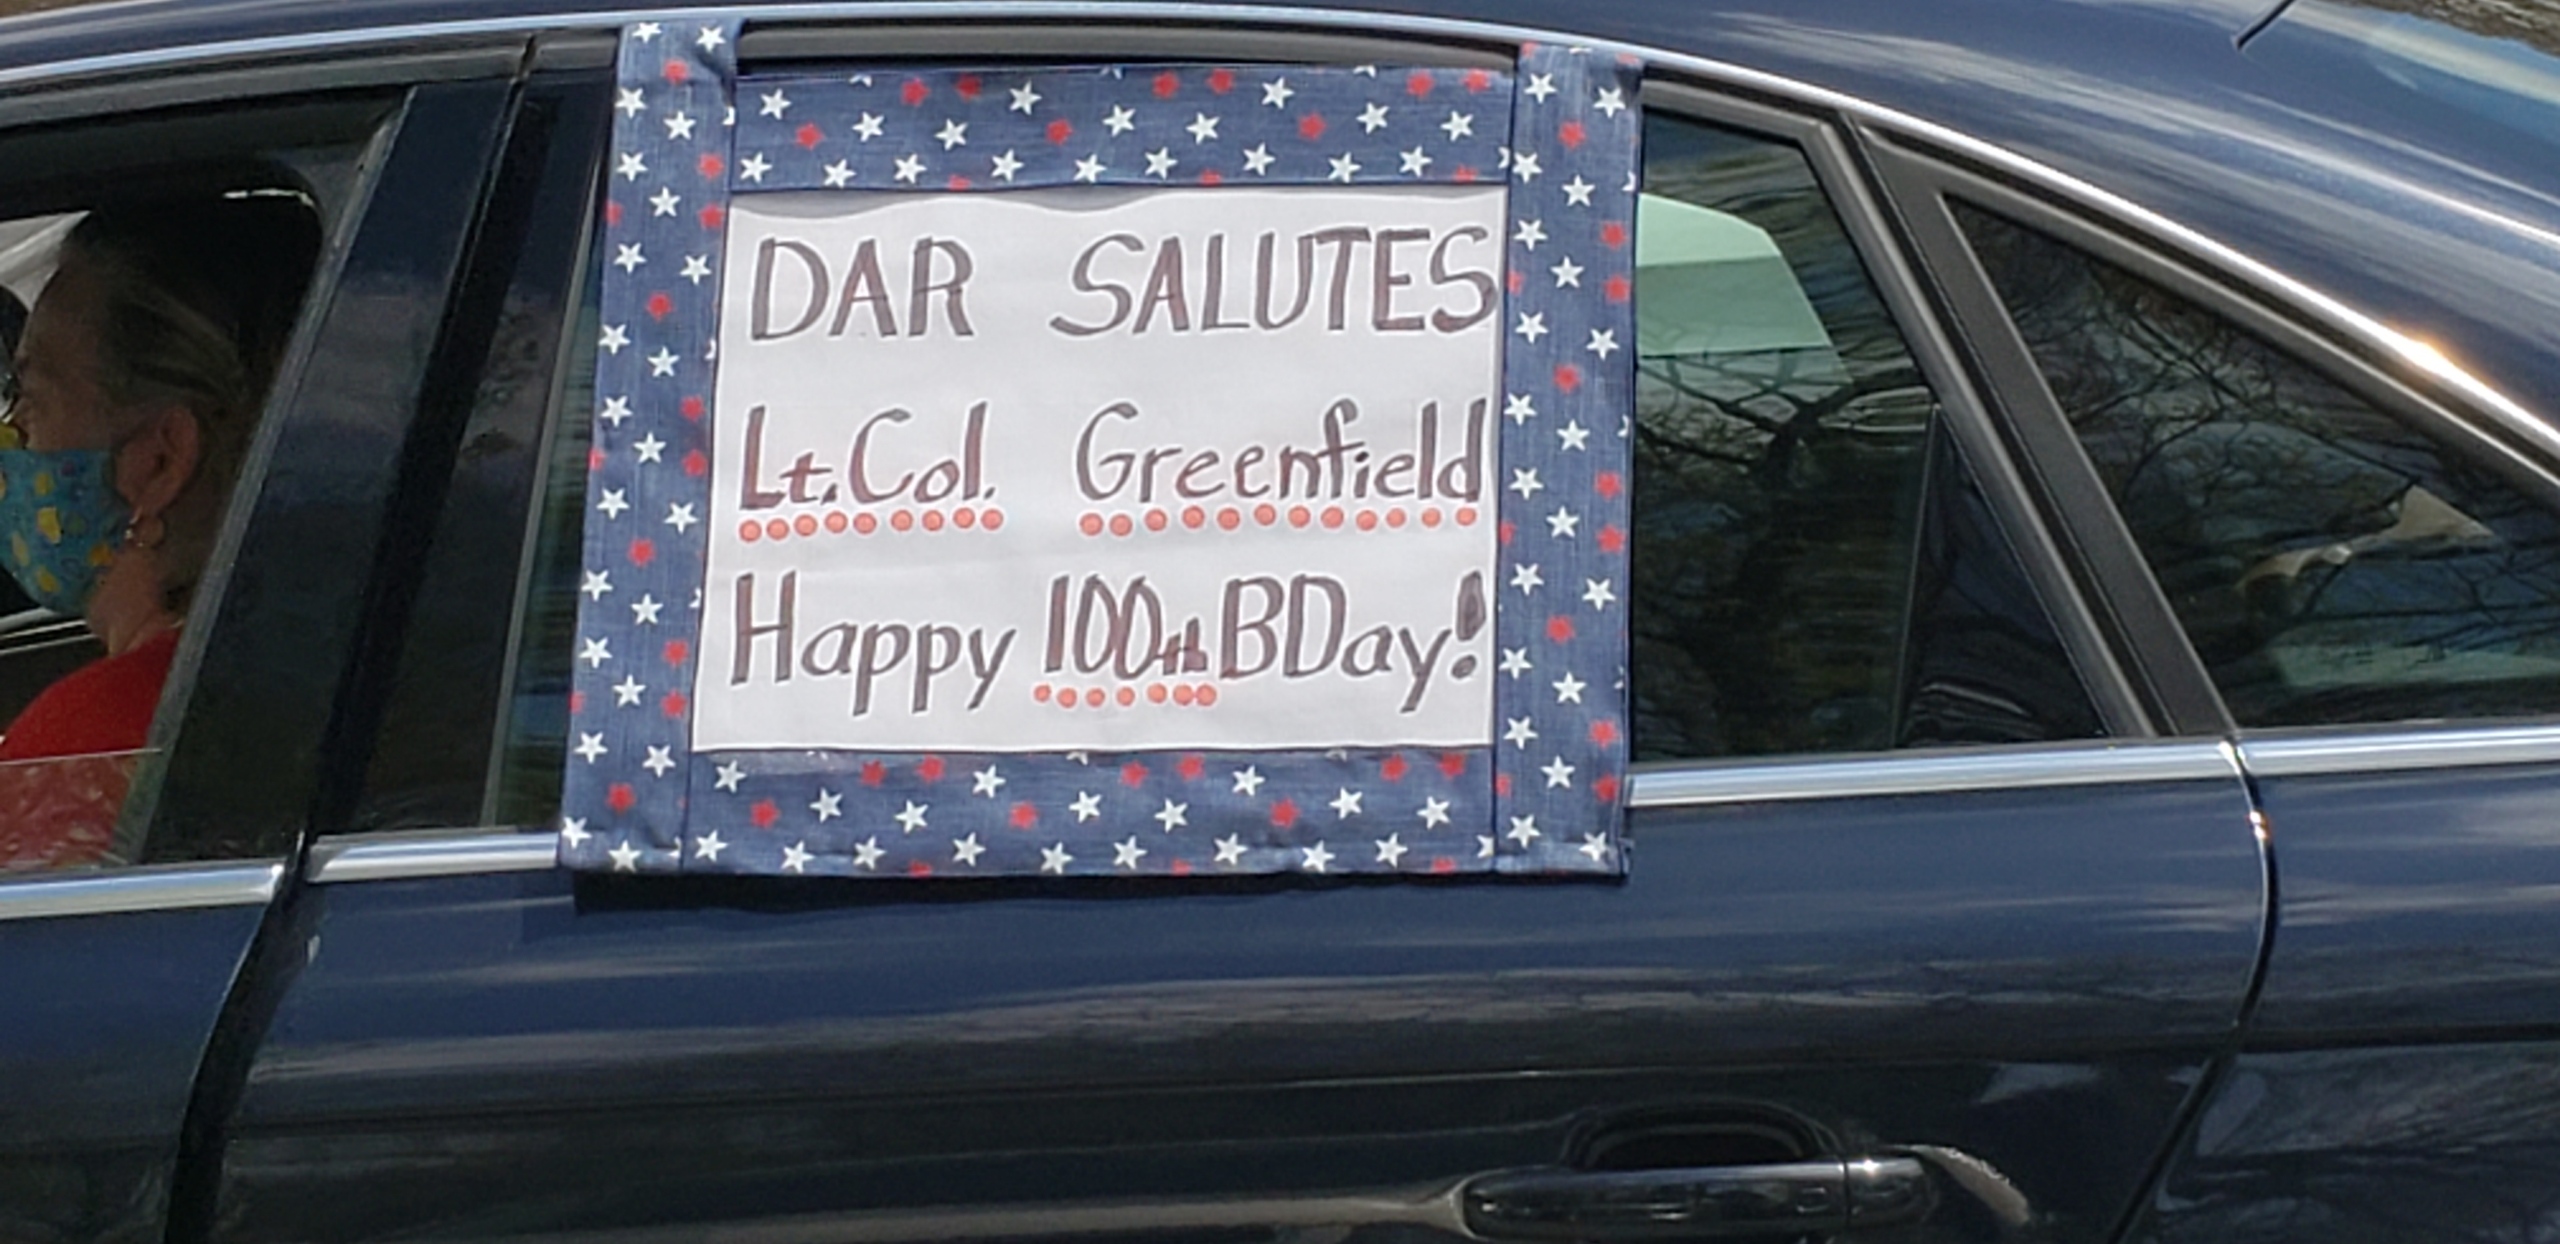 DAR SALUTES
Lt. Col. Greenfield
Happy 100th BDay!